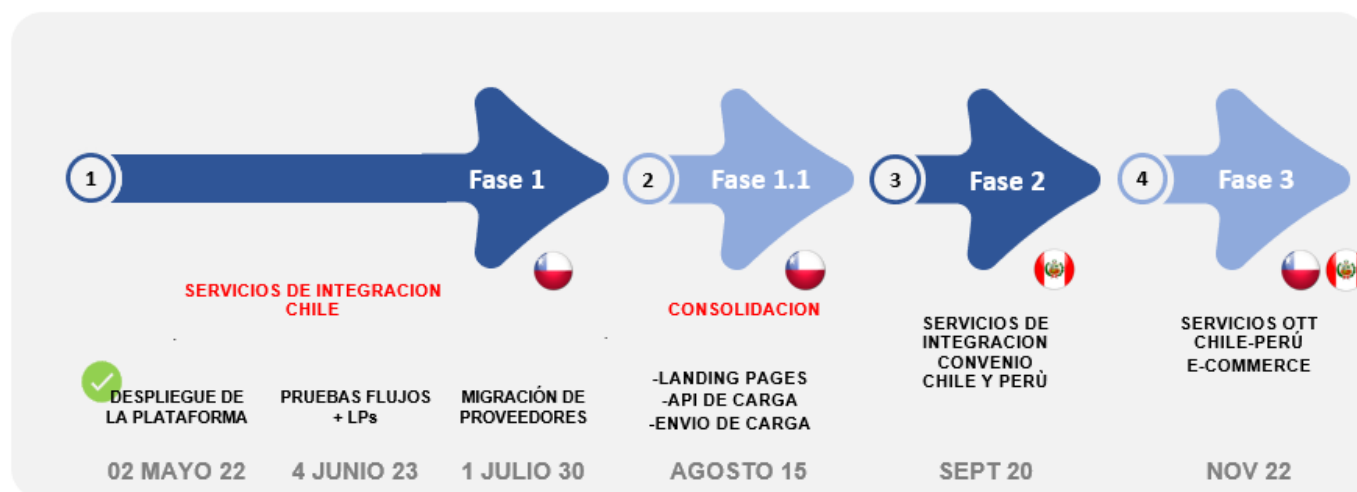 1
Fase 1
2
Fase 1.1
3
Fase 2
4
Fase 3
SERVICIOS DE INTEGRACION
CHILE
CONSOLIDACION
SERVICIOS DE
INTEGRACION
CONVENIO
CHILE Y PERÙ
SERVICIOS OTT
CHILE-PERÚ
E-COMMERCE
DESPLIEGUE DE
LA PLATAFORMA
PRUEBAS FLUJOS
+ LPs
MIGRACIÓN DE
PROVEEDORES
-LANDING PAGES
-API DE CARGA
-ENVIO DE CARGA
02 MAYO 22
4 JUNIO 23
1 JULIO 30
AGOSTO 15
SEPT 20
NOV 22